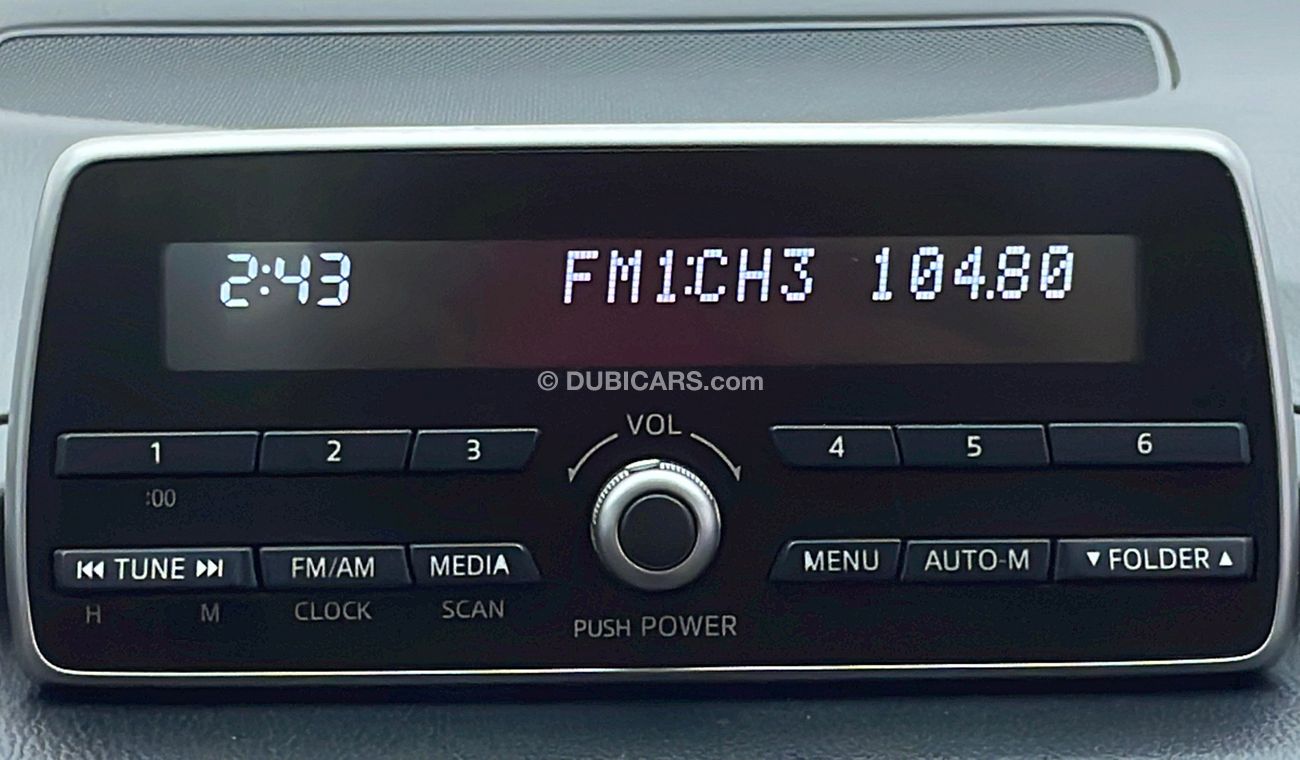 2:43 FM1:CH3 104.80
© DUBICARS.com
VOL
1 2 3 4 5 6
:00
⏮ TUNE ⏭ FM/AM MEDIA MENU AUTO-M ▼ FOLDER ▲
H M CLOCK SCAN
PUSH POWER